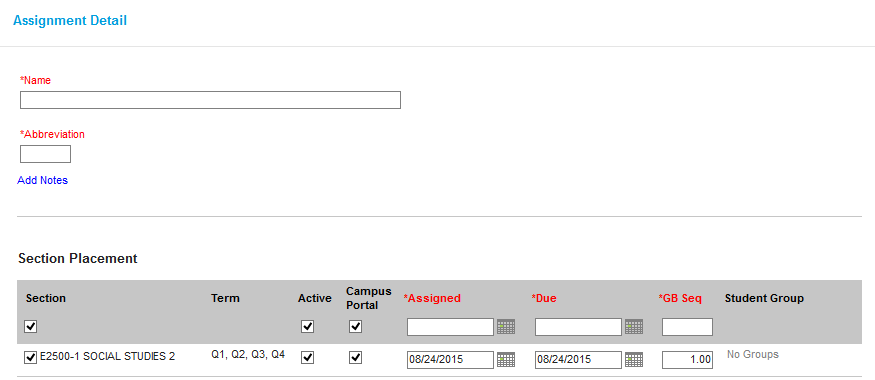 Assignment Detail
*Name
*Abbreviation
Add Notes
Section Placement
Section Term Active Campus Portal *Assigned *Due *GB Seq Student Group
E2500-1 SOCIAL STUDIES 2 Q1, Q2, Q3, Q4 08/24/2015 08/24/2015 1.00 No Groups